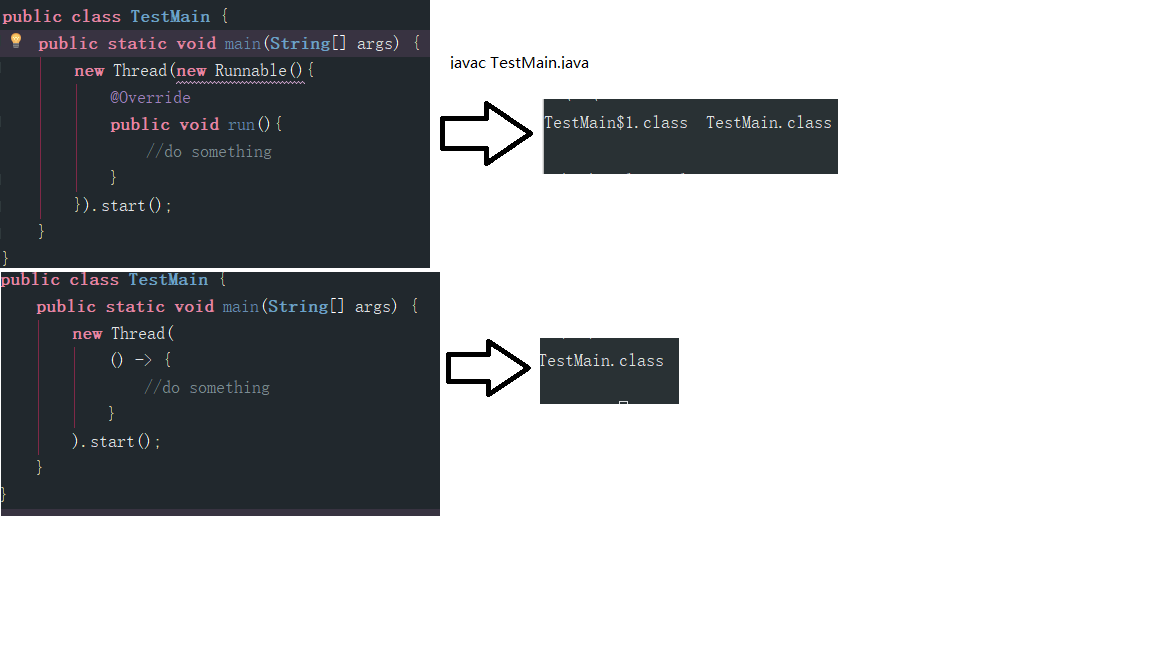 public class TestMain {
public static void main(String[] args) {
new Thread(new Runnable(){
@Override
public void run(){
//do something
}
}).start();
}
}
javac TestMain.java
TestMain$1.class  TestMain.class
public class TestMain {
public static void main(String[] args) {
new Thread(
() -> {
//do something
}
).start();
}
}
TestMain.class